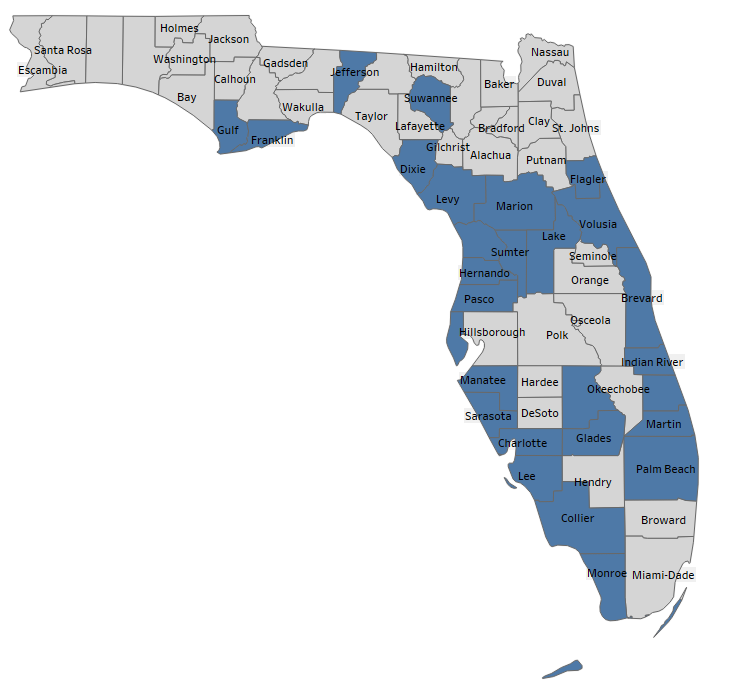 Holmes
Jackson
Santa Rosa
Washington
Escambia
Calhoun
Bay
Gulf
Franklin
Gadsden
Wakulla
Jefferson
Taylor
Hamilton
Suwannee
Lafayette
Nassau
Baker
Duval
Bradford
Clay
St. Johns
Gilchrist
Alachua
Putnam
Dixie
Flagler
Levy
Marion
Volusia
Lake
Sumter
Seminole
Hernando
Orange
Pasco
Brevard
Osceola
Hillsborough
Polk
Indian River
Manatee
Hardee
Okeechobee
Sarasota
DeSoto
Martin
Charlotte
Glades
Palm Beach
Lee
Hendry
Collier
Broward
Monroe
Miami-Dade